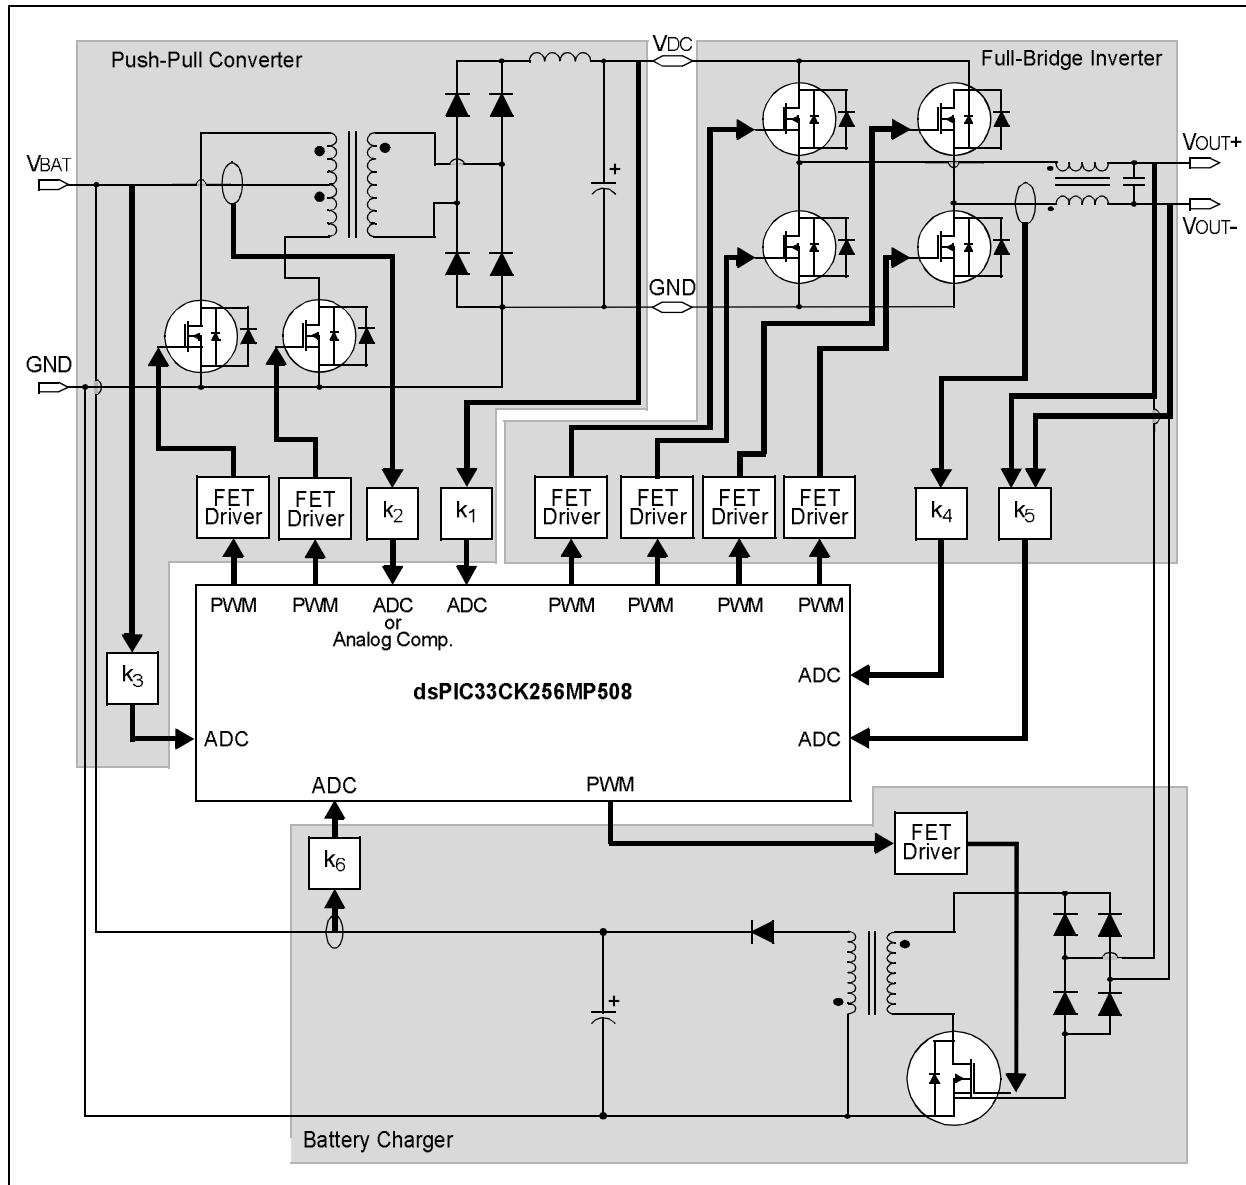 Push-Pull Converter
VDC
Full-Bridge Inverter
VBAT
+
VOUT+
VOUT-
GND
GND
FET
Driver
FET
Driver
k2
k1
FET
Driver
FET
Driver
FET
Driver
FET
Driver
k4
k5
PWM
PWM
ADC
or
Analog Comp.
ADC
PWM
PWM
PWM
PWM
k3
ADC
dsPIC33CK256MP508
ADC
ADC
ADC
PWM
k6
FET
Driver
+
Battery Charger